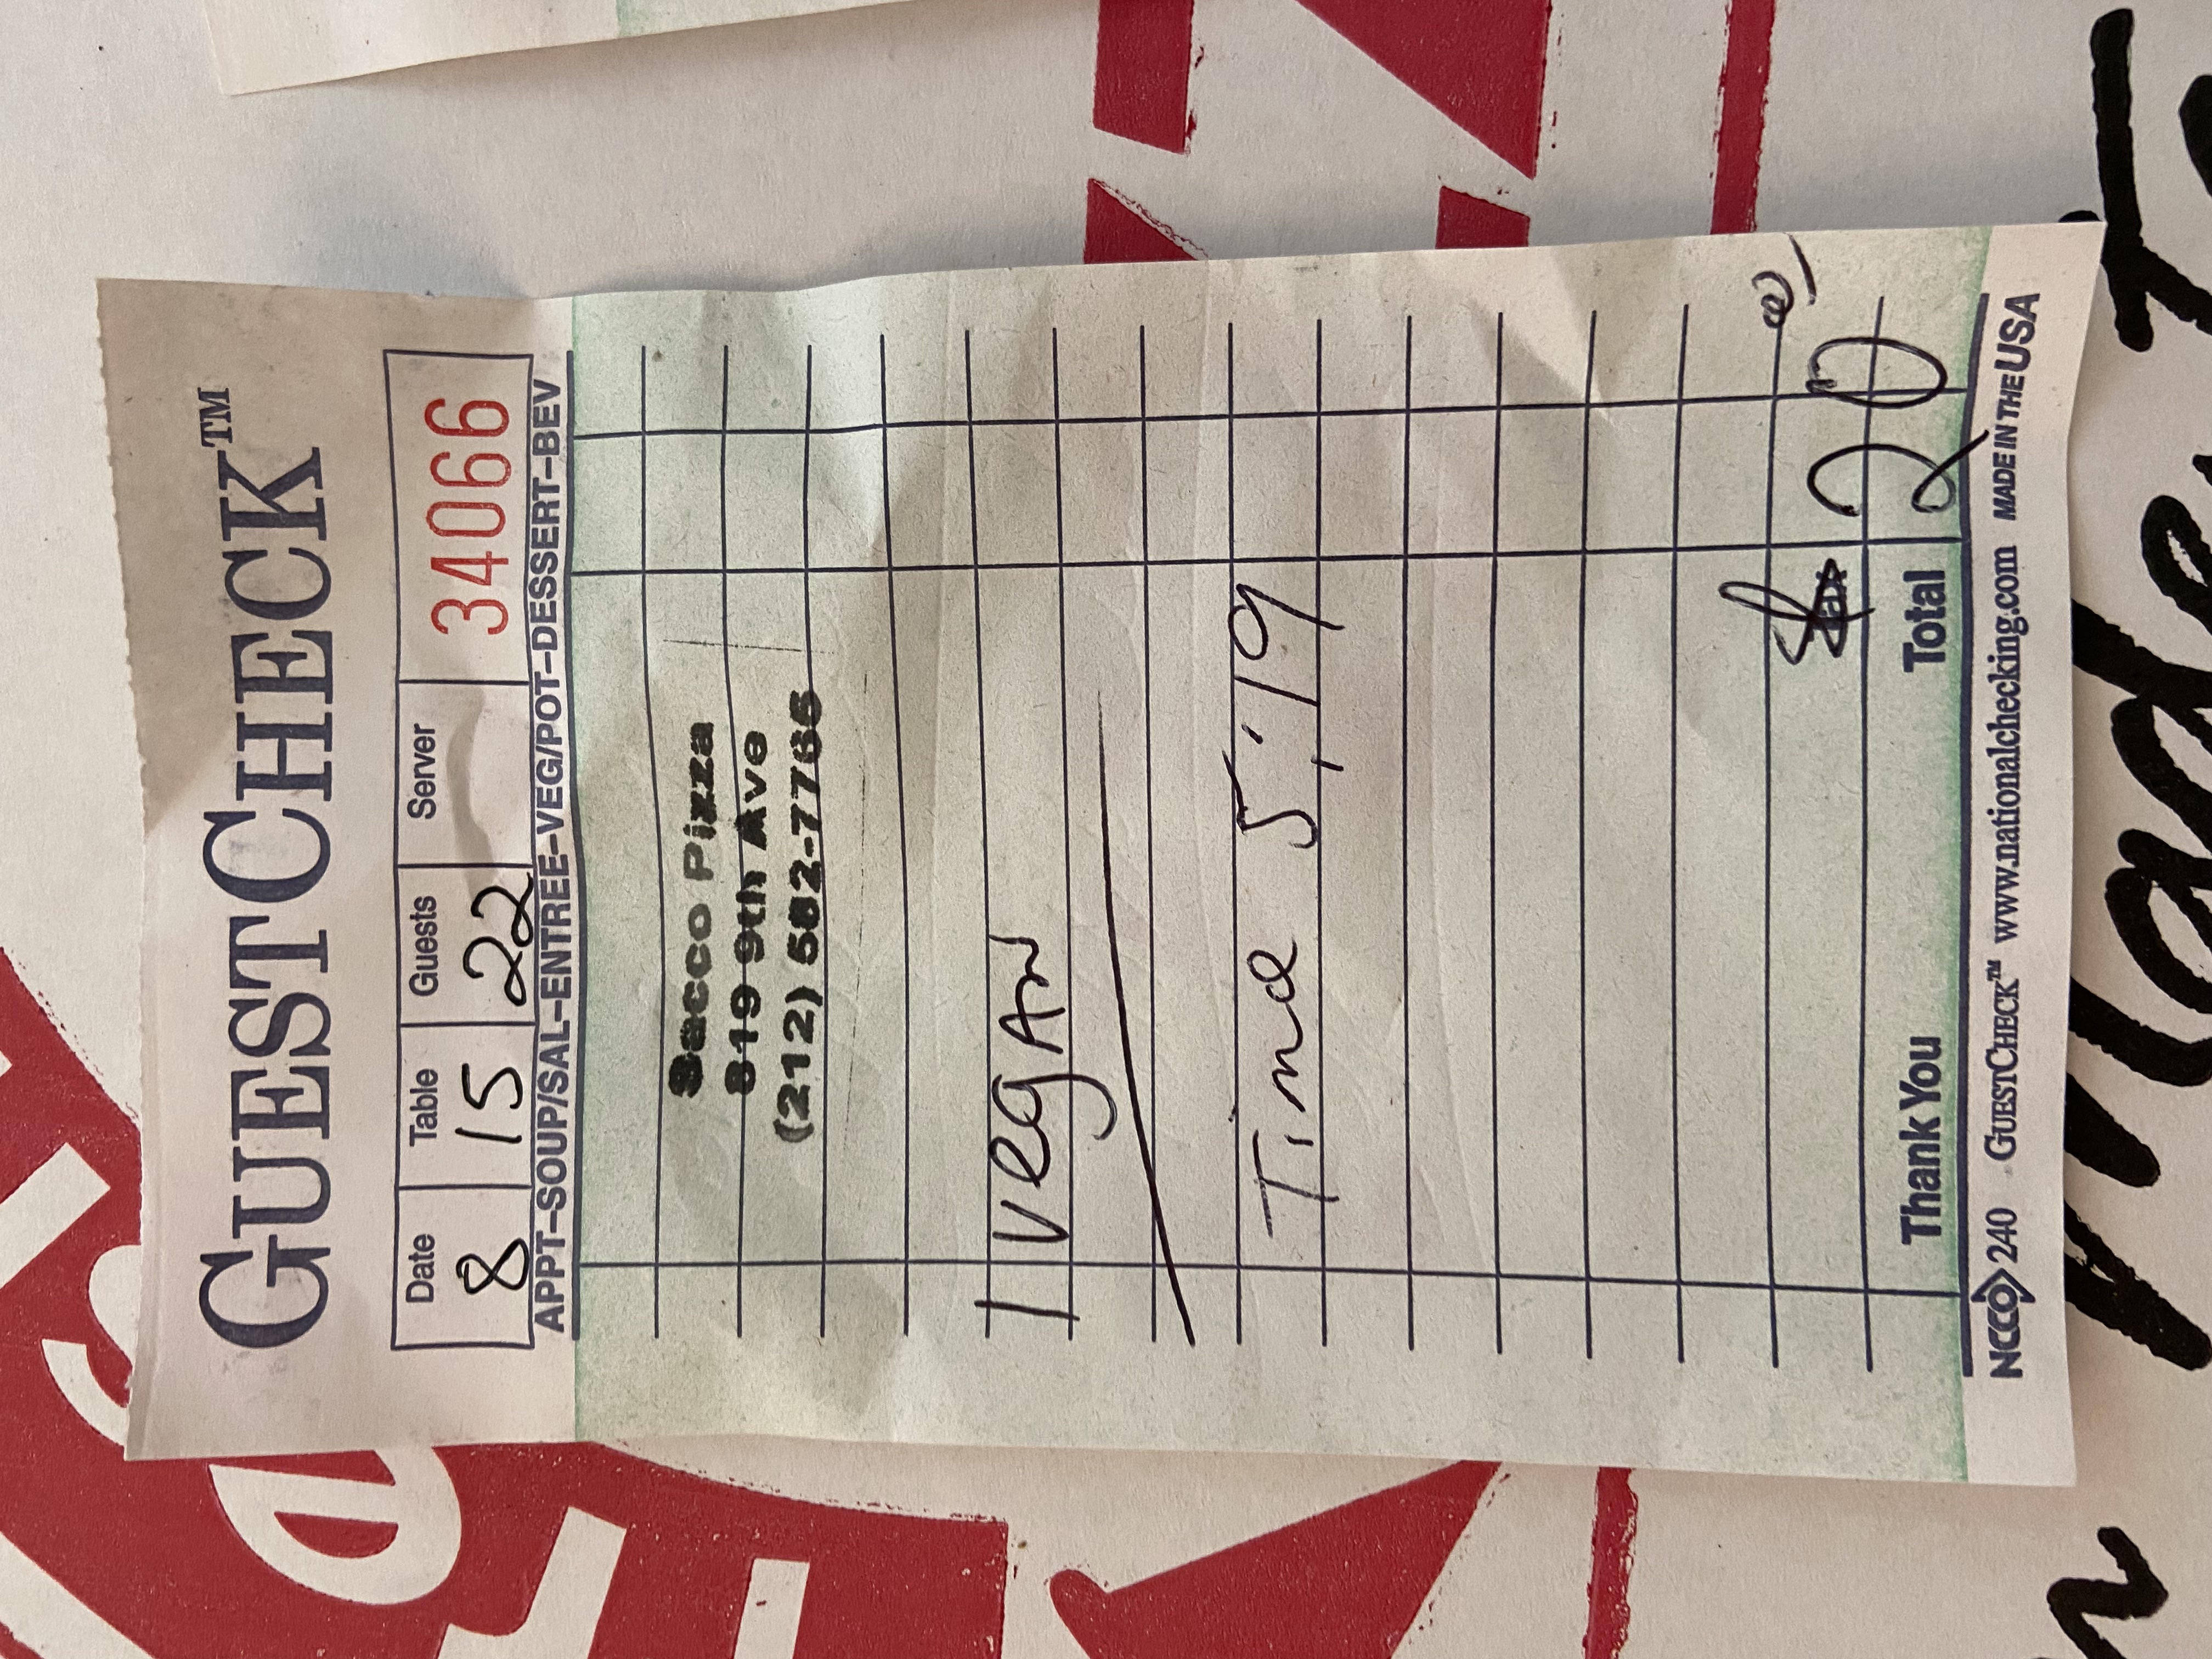 GUESTCHECK™
Date Table Guests Server 34066
8 15 22
APPT–SOUP/SAL–ENTREE–VEG/POT–DESSERT–BEV
Sacco Pizza
819 9th Ave
(212) 582-7765
1 vegan
Time 5:19
$ 20 00
Thank You Total
NCCO 240 GUESTCHECK™ www.nationalchecking.com MADE IN THE USA
Made To